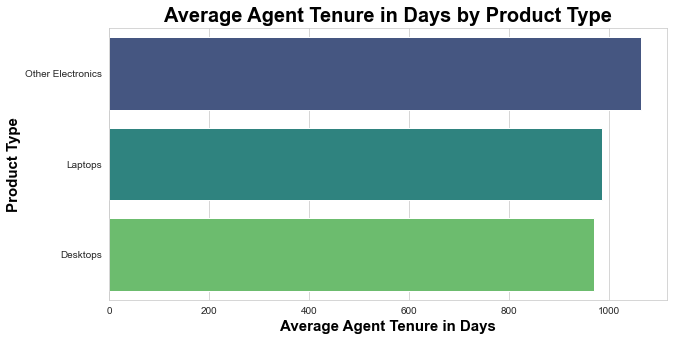 Average Agent Tenure in Days by Product Type
Product Type
Other Electronics
Laptops
Desktops
0 200 400 600 800 1000
Average Agent Tenure in Days